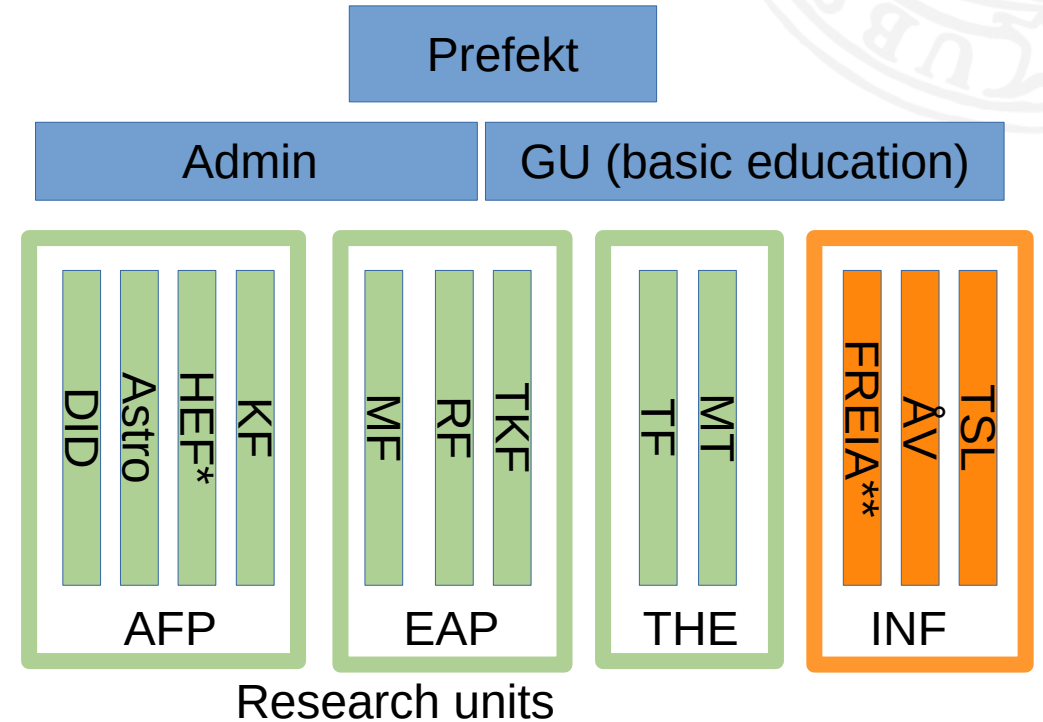 Prefekt
Admin
GU (basic education)
DID
Astro
HEF*
KF
MF
RF
TKF
TF
MT
FREIA**
ÅV
TSL
AFP
EAP
THE
INF
Research units